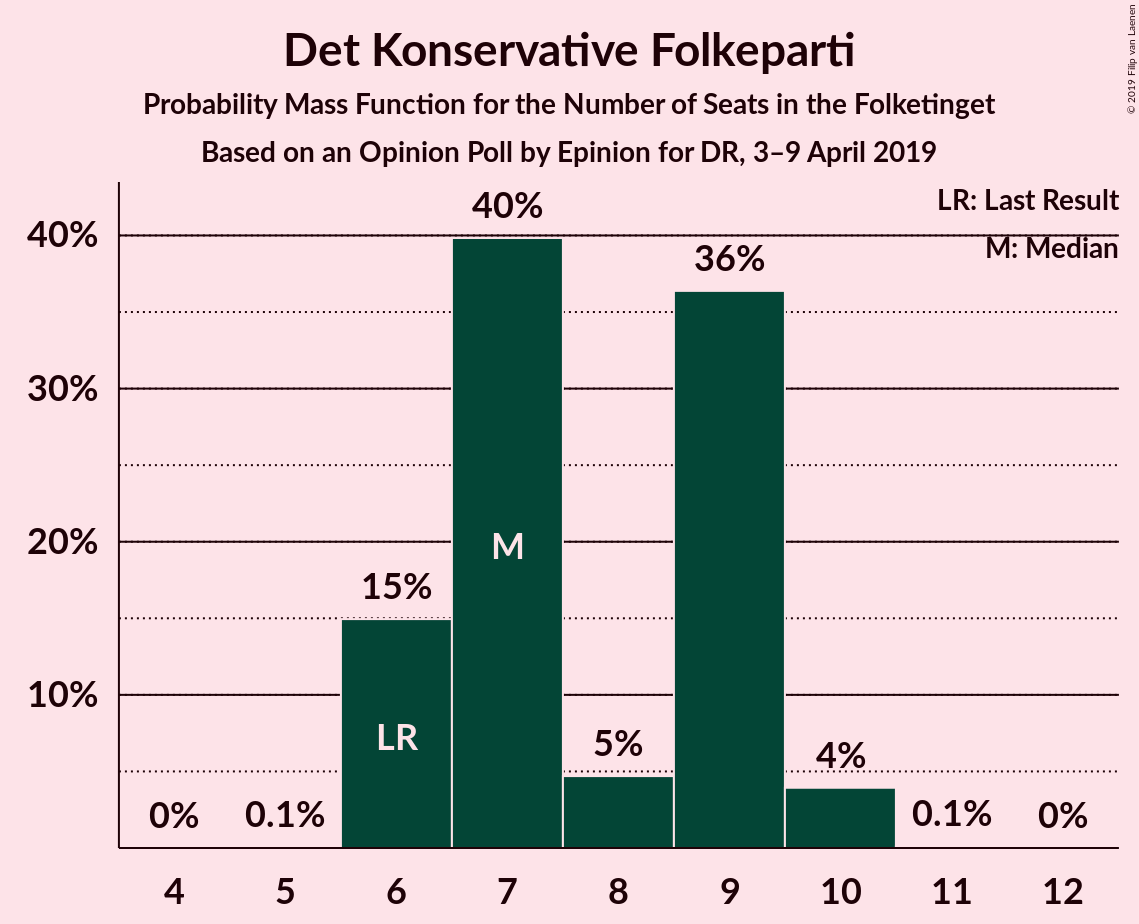 Det Konservative Folkeparti
Probability Mass Function for the Number of Seats in the Folketinget
Based on an Opinion Poll by Epinion for DR, 3–9 April 2019
© 2019 Filip van Laenen
LR: Last Result
M: Median
40%
30%
20%
10%
0%
0.1%
15%
40%
5%
36%
4%
0.1%
0%
LR
M
4
5
6
7
8
9
10
11
12